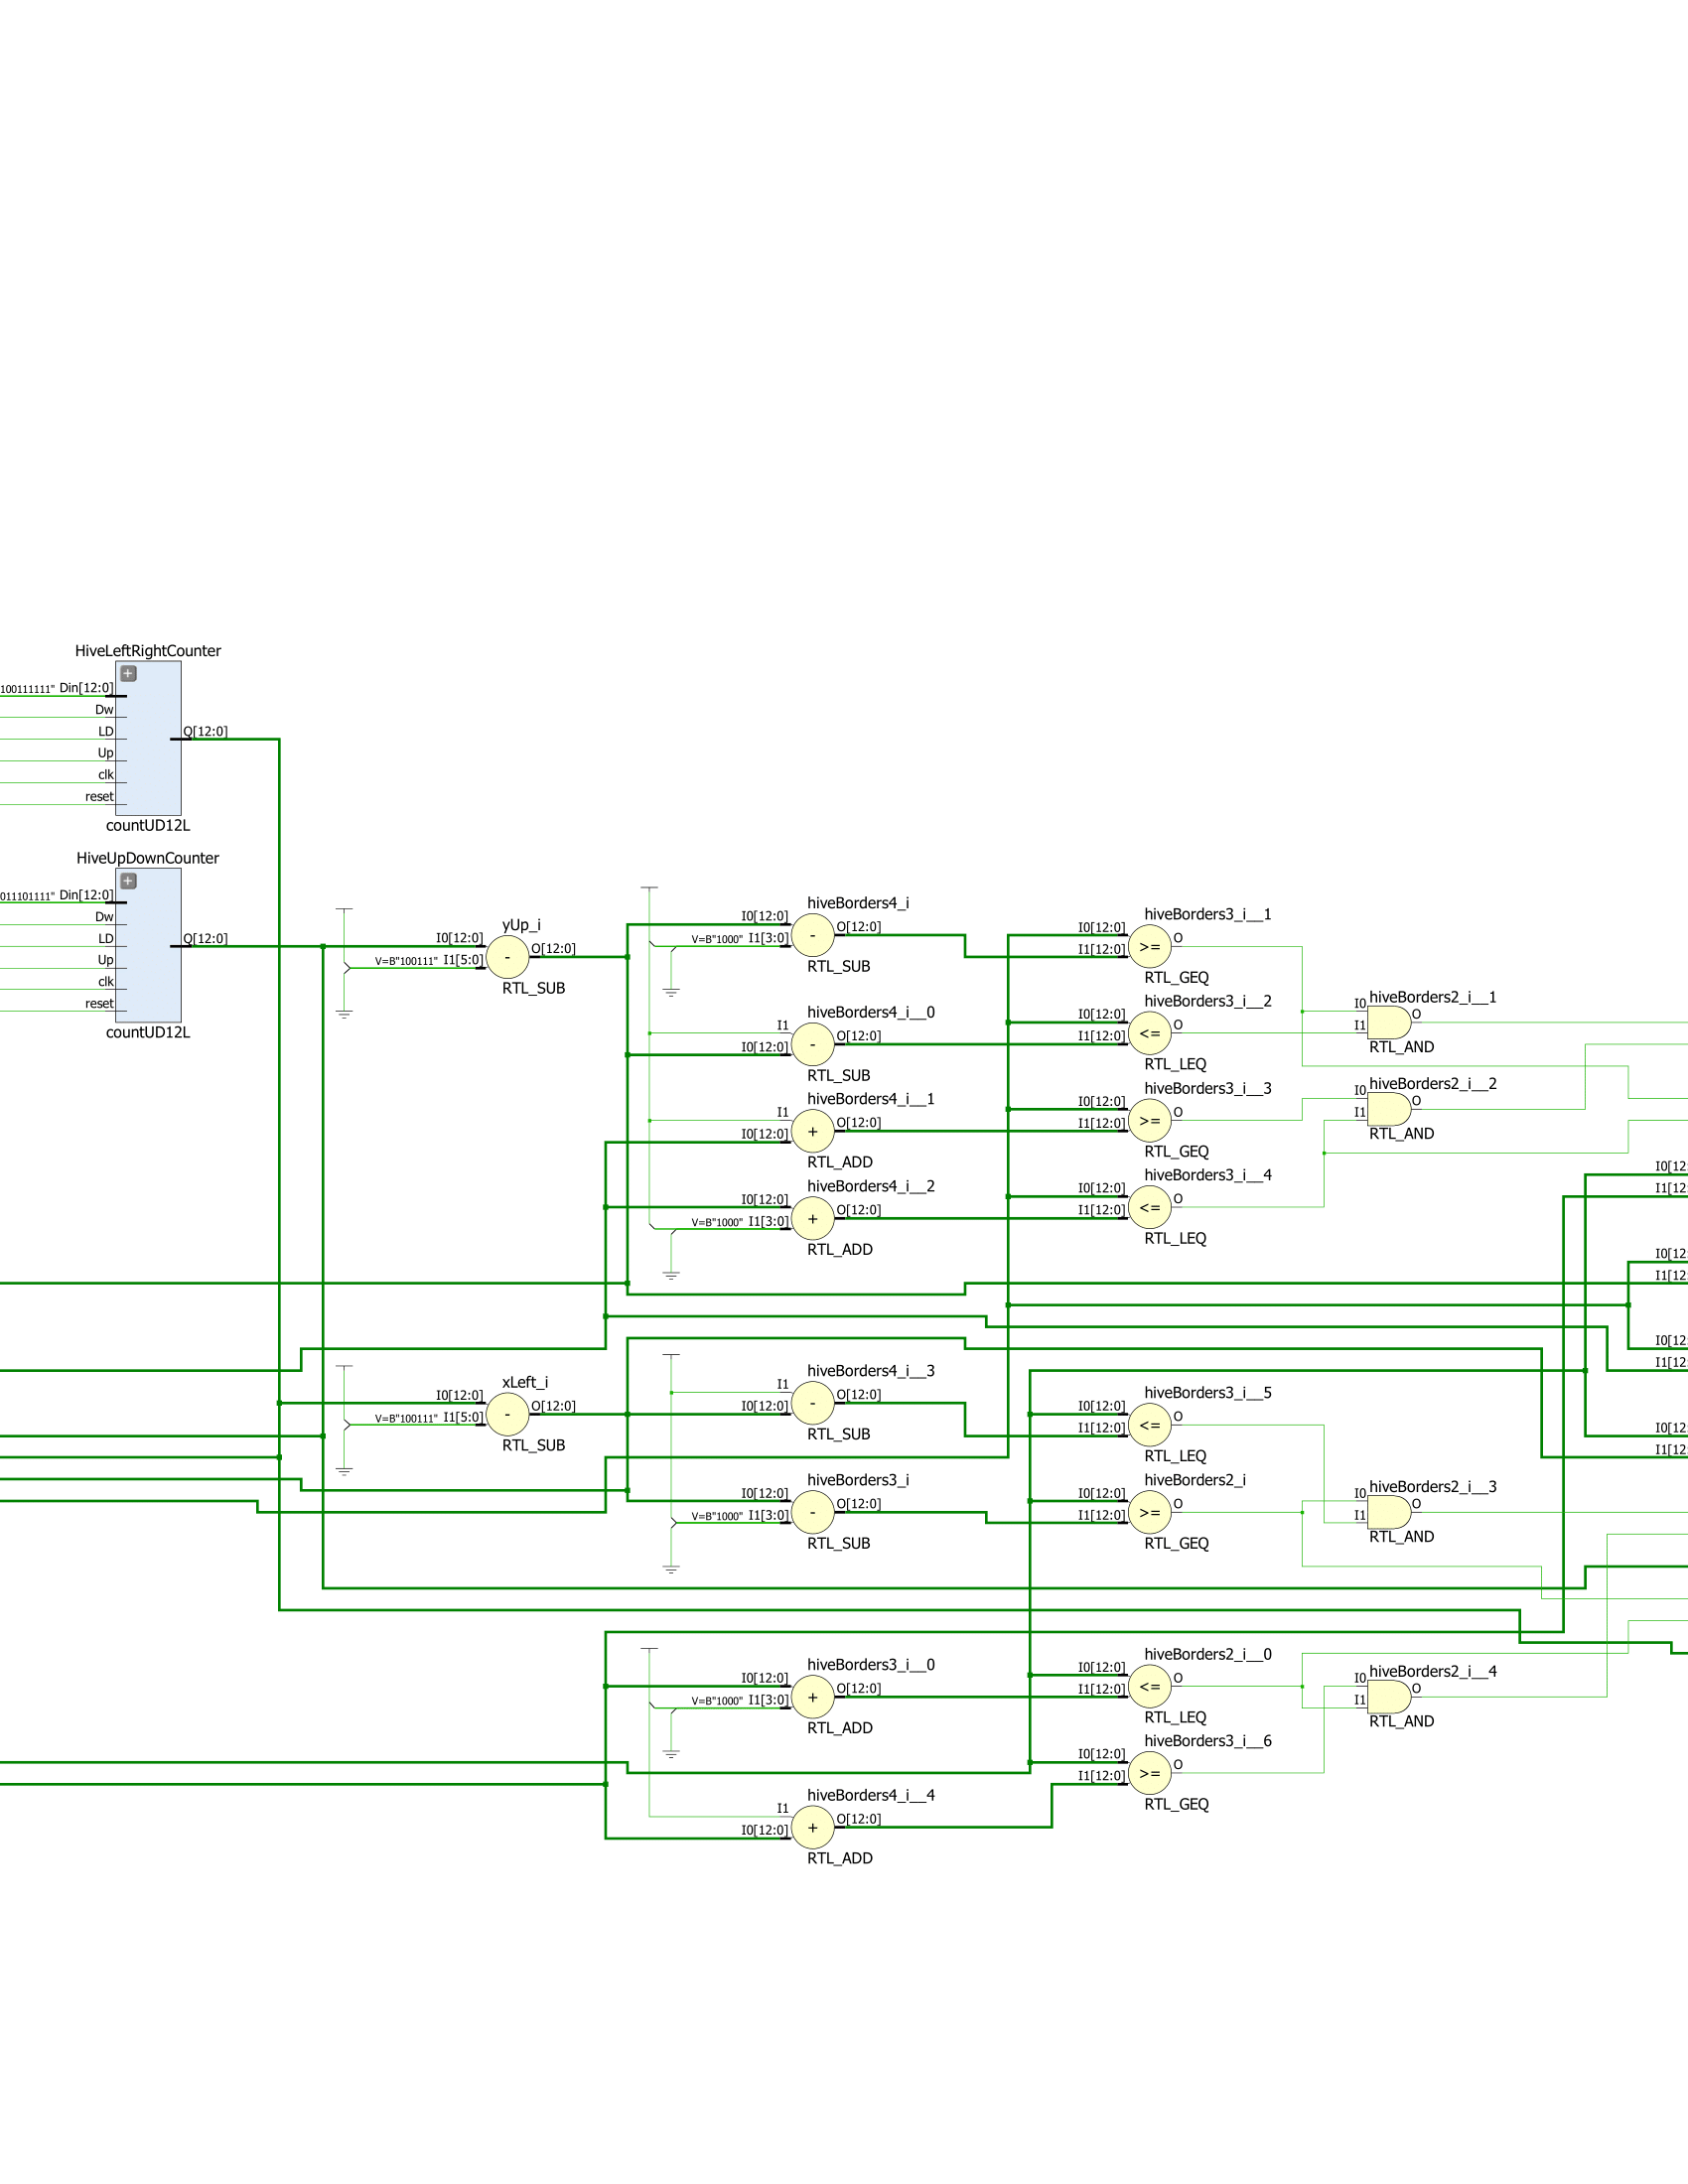 HiveLeftRightCounter
100111111" Din[12:0]
Dw
LD
Up
clk
reset
Q[12:0]
countUD12L
HiveUpDownCounter
011101111" Din[12:0]
Dw
LD
Up
clk
reset
Q[12:0]
countUD12L
yUp_i
I0[12:0]
V=B"100111" I1[5:0]
-
O[12:0]
RTL_SUB
hiveBorders4_i
I0[12:0]
V=B"1000" I1[3:0]
-
O[12:0]
RTL_SUB
hiveBorders4_i__0
I1
I0[12:0]
-
O[12:0]
RTL_SUB
hiveBorders4_i__1
I1
I0[12:0]
+
O[12:0]
RTL_ADD
hiveBorders4_i__2
I0[12:0]
V=B"1000" I1[3:0]
+
O[12:0]
RTL_ADD
hiveBorders3_i__1
I0[12:0]
I1[12:0]
>=
O
RTL_GEQ
hiveBorders3_i__2
I0[12:0]
I1[12:0]
<=
O
RTL_LEQ
hiveBorders3_i__3
I0[12:0]
I1[12:0]
>=
O
RTL_GEQ
hiveBorders3_i__4
I0[12:0]
I1[12:0]
<=
O
RTL_LEQ
hiveBorders2_i__1
I0
I1
O
RTL_AND
hiveBorders2_i__2
I0
I1
O
RTL_AND
I0[12:
I1[12:
I0[12:
I1[12:
I0[12:
I1[12:
I0[12:
I1[12:
xLeft_i
I0[12:0]
V=B"100111" I1[5:0]
-
O[12:0]
RTL_SUB
hiveBorders4_i__3
I1
I0[12:0]
-
O[12:0]
RTL_SUB
hiveBorders3_i
I0[12:0]
V=B"1000" I1[3:0]
-
O[12:0]
RTL_SUB
hiveBorders3_i__5
I0[12:0]
I1[12:0]
<=
O
RTL_LEQ
hiveBorders2_i
I0[12:0]
I1[12:0]
>=
O
RTL_GEQ
hiveBorders2_i__3
I0
I1
O
RTL_AND
hiveBorders3_i__0
I0[12:0]
V=B"1000" I1[3:0]
+
O[12:0]
RTL_ADD
hiveBorders4_i__4
I1
I0[12:0]
+
O[12:0]
RTL_ADD
hiveBorders2_i__0
I0[12:0]
I1[12:0]
<=
O
RTL_LEQ
hiveBorders3_i__6
I0[12:0]
I1[12:0]
>=
O
RTL_GEQ
hiveBorders2_i__4
I0
I1
O
RTL_AND